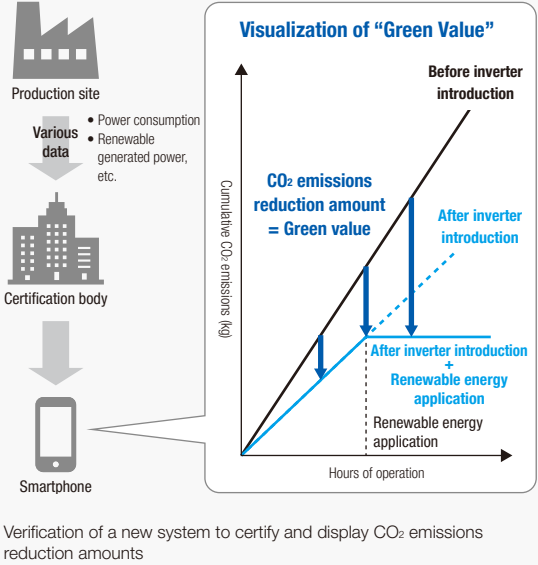 Visualization of “Green Value”
Production site
Various
data
• Power consumption
• Renewable
generated power,
etc.
Certification body
Smartphone
Before inverter
introduction
CO2 emissions
reduction amount
= Green value
After inverter
introduction
After inverter introduction
+
Renewable energy
application
Renewable energy
application
Cumulative CO2 emissions (kg)
Hours of operation
Verification of a new system to certify and display CO2 emissions
reduction amounts